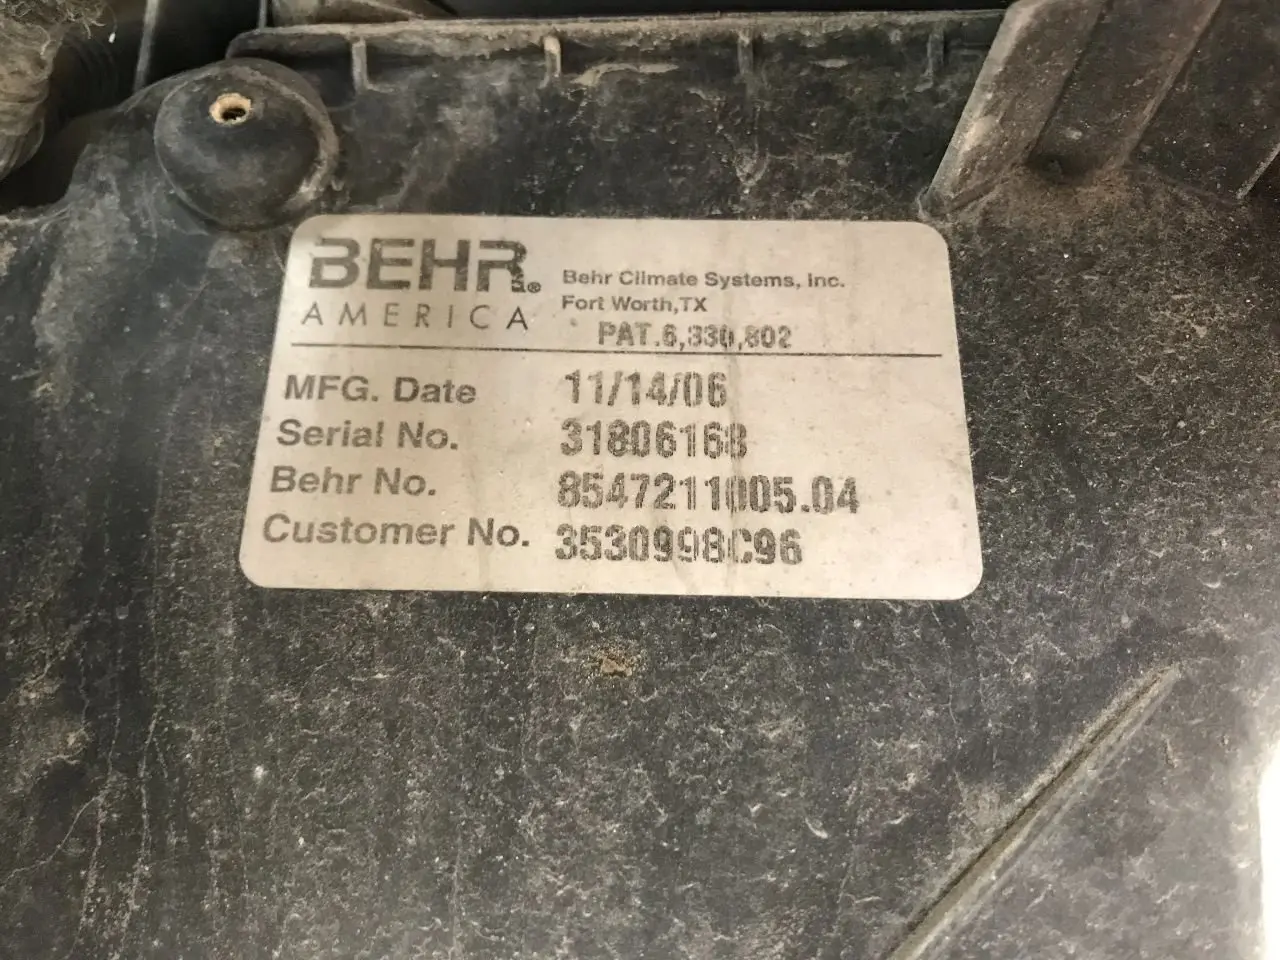 BEHR®
AMERICA
Behr Climate Systems, Inc.
Fort Worth, TX
PAT.6,330,802
MFG. Date 11/14/06
Serial No. 31806168
Behr No. 8547211005.04
Customer No. 3530998C96